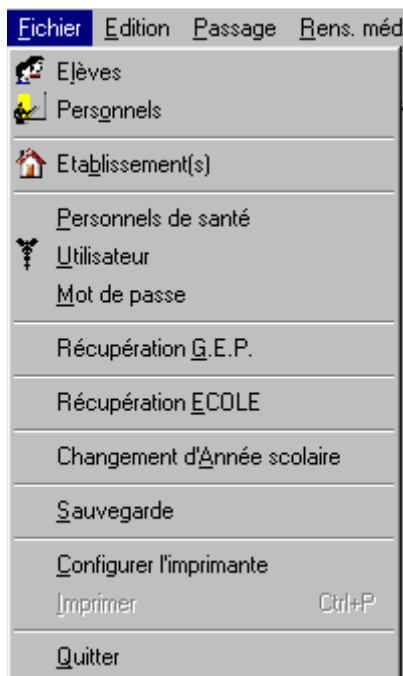 Fichier Edition Passage Rens. méd
Elèves
Personnels
Etablissement(s)
Personnels de santé
Utilisateur
Mot de passe
Récupération G.E.P.
Récupération ECOLE
Changement d'Année scolaire
Sauvegarde
Configurer l'imprimante
Imprimer Ctrl+P
Quitter